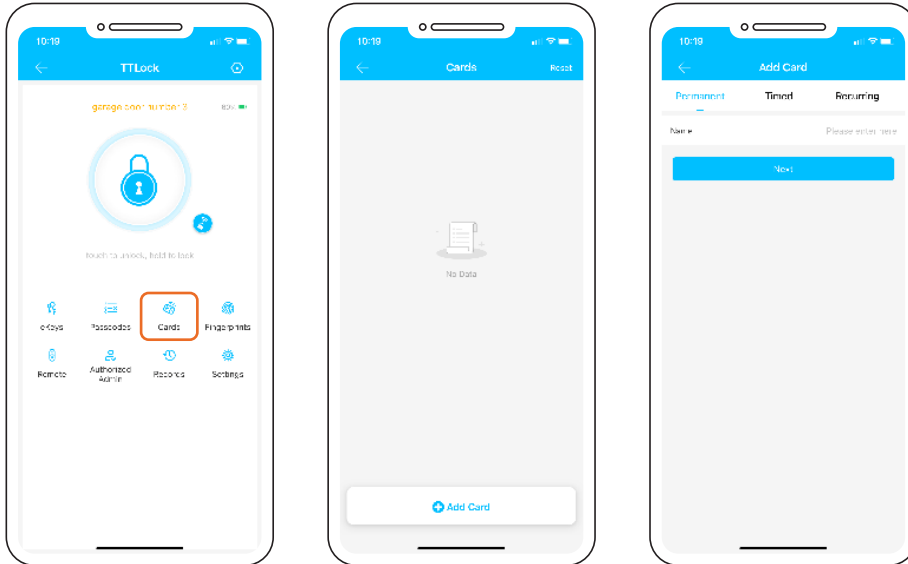 10:19
TTLock
garage door number 3
80%
touch to unlock, hold to lock
eKeys
Passcodes
Cards
Fingerprints
Remote
Authorized
Admin
Records
Settings
10:19
Cards
Reset
No Data
Add Card
10:19
Add Card
Permanent
Timed
Recurring
Name
Please enter here
Next